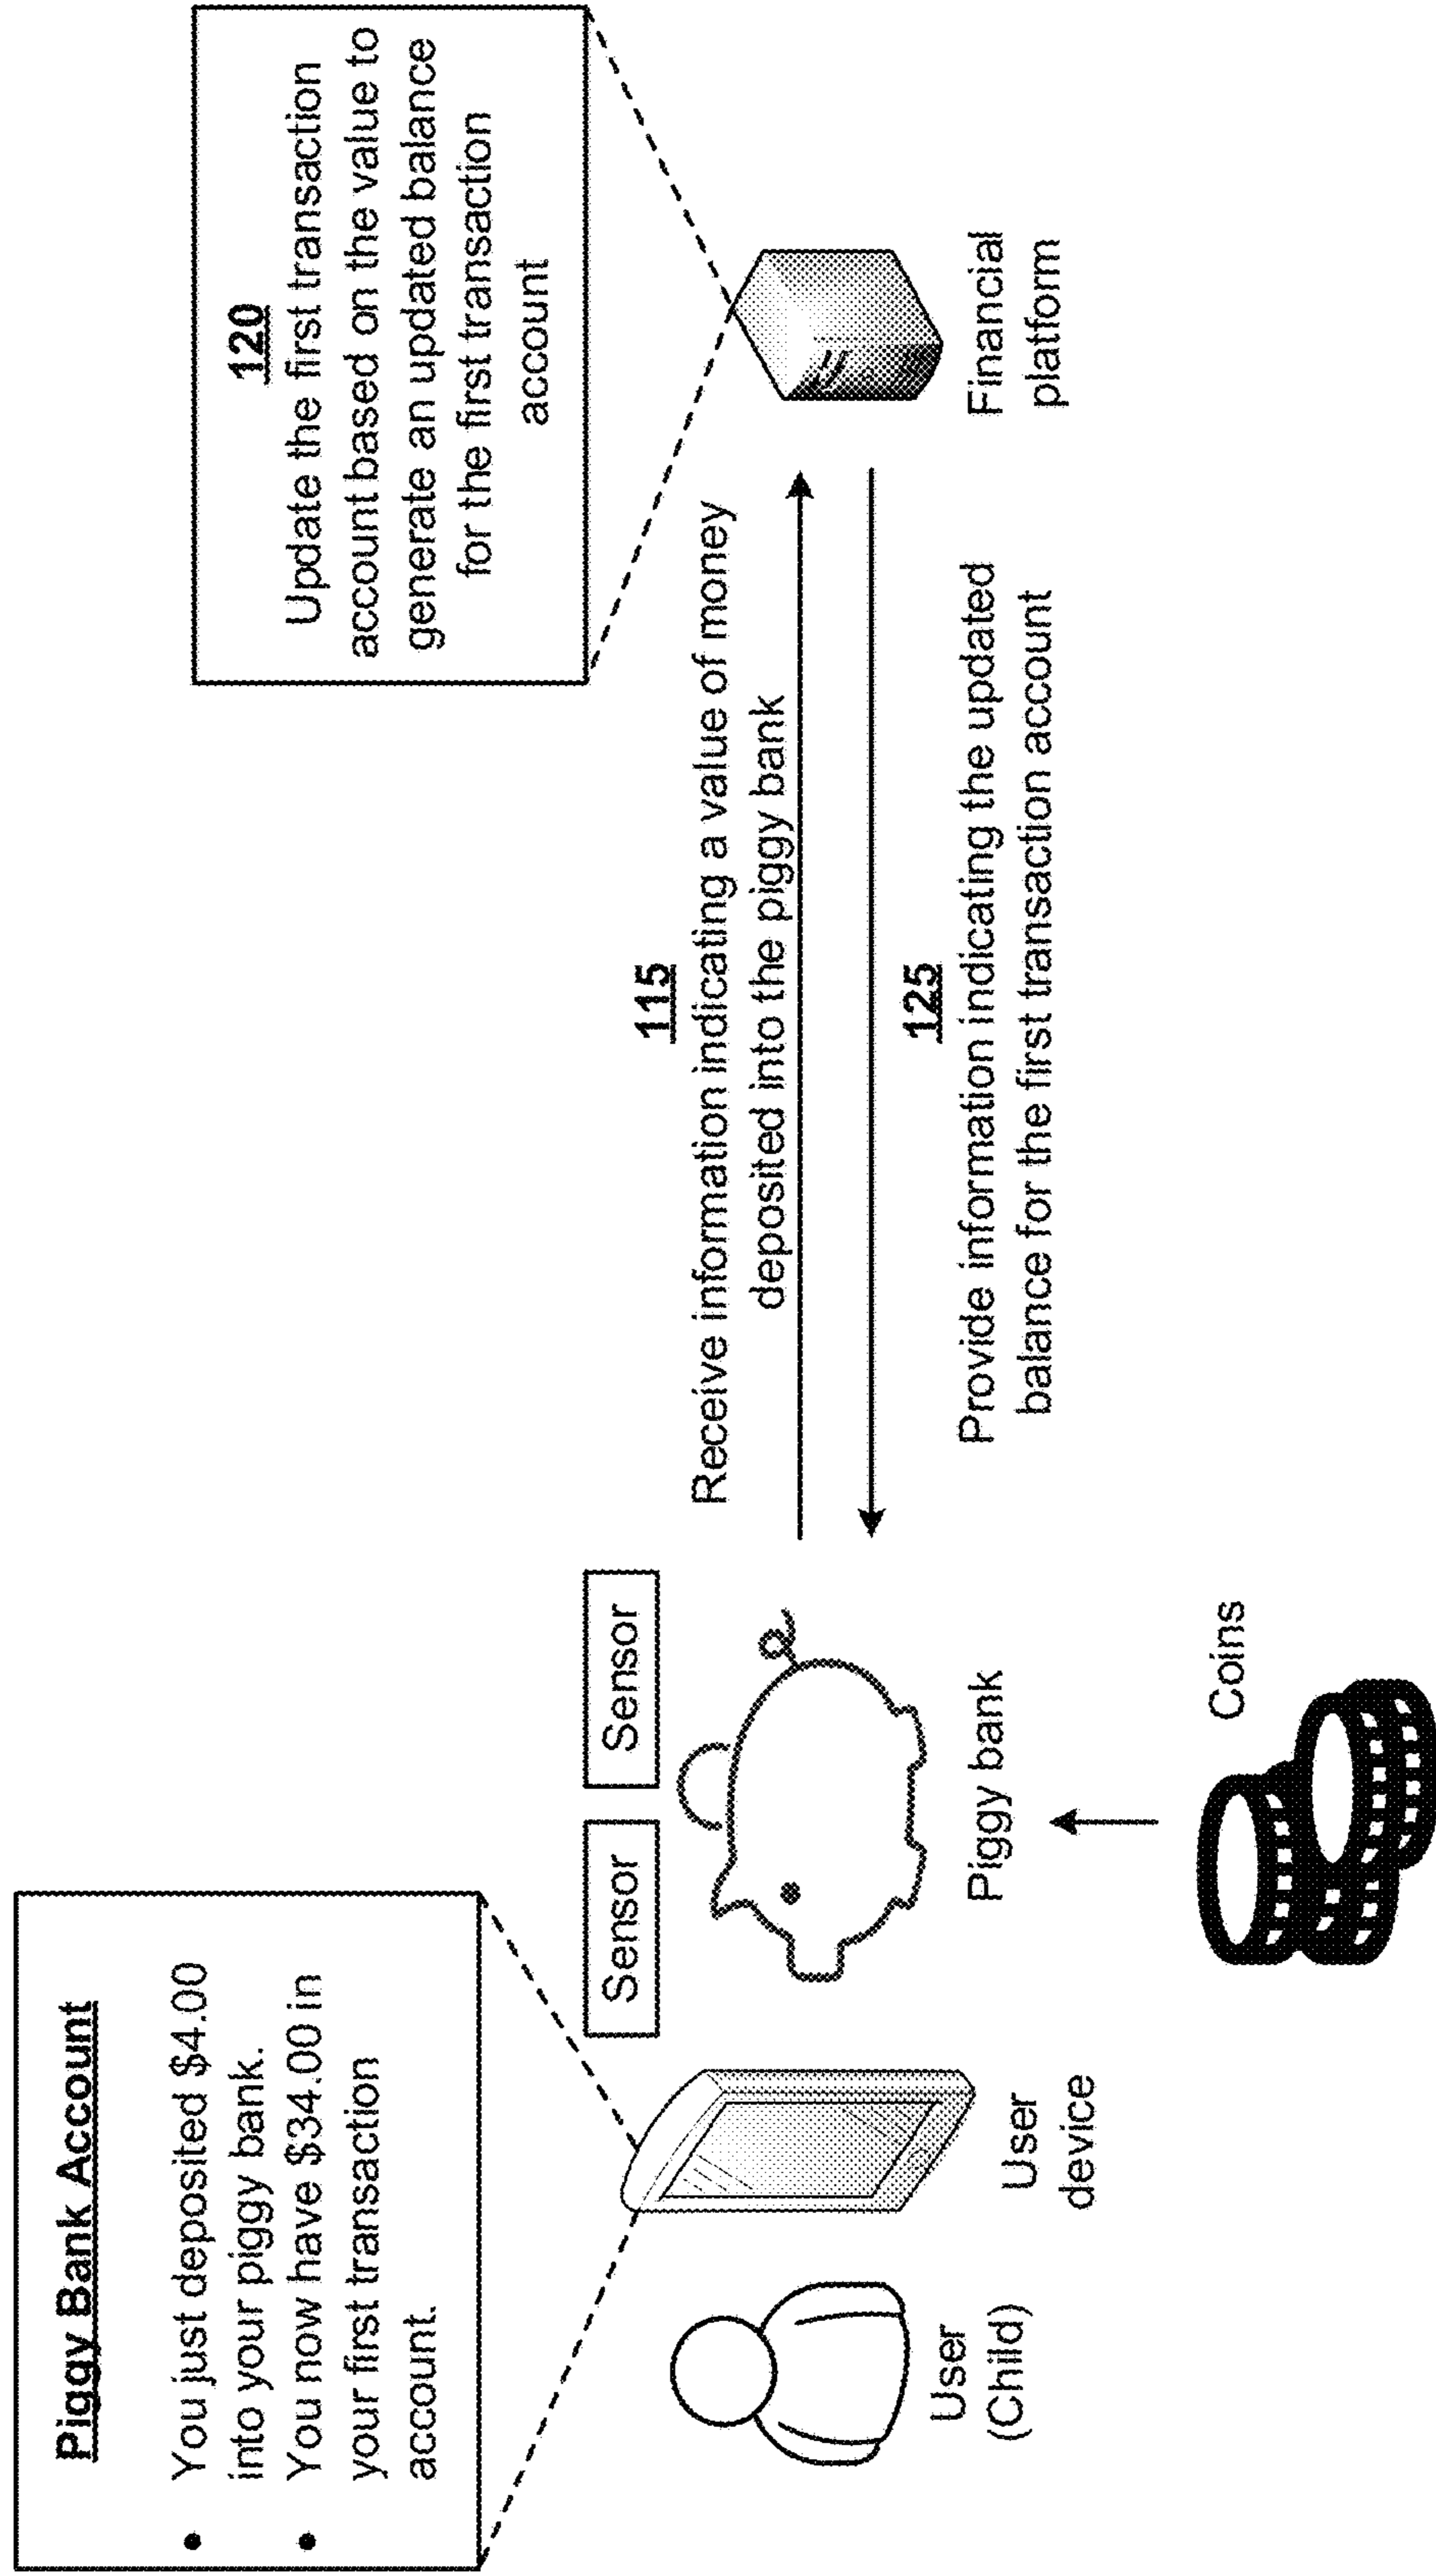 Piggy Bank Account
• You just deposited $4.00
into your piggy bank.
• You now have $34.00 in
your first transaction
account.
120
Update the first transaction
account based on the value to
generate an updated balance
for the first transaction
account
Sensor
Sensor
115
Receive information indicating a value of money
deposited into the piggy bank
125
Provide information indicating the updated
balance for the first transaction account
User
(Child)
User
device
Piggy bank
Financial
platform
Coins